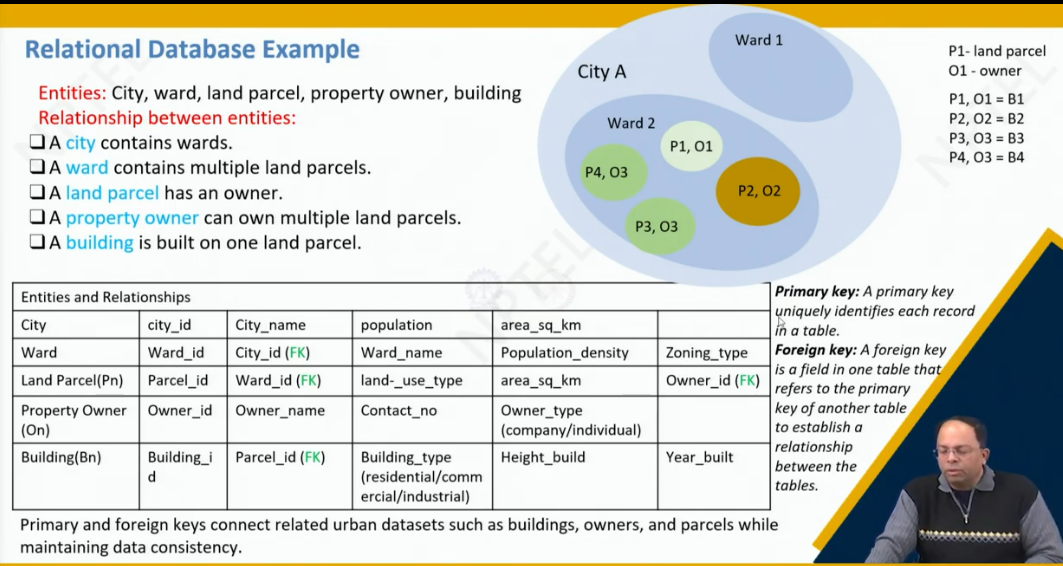 Relational Database Example
Entities: City, ward, land parcel, property owner, building
Relationship between entities:
❑ A city contains wards.
❑ A ward contains multiple land parcels.
❑ A land parcel has an owner.
❑ A property owner can own multiple land parcels.
❑ A building is built on one land parcel.
Ward 1
City A
Ward 2
P1, O1
P4, O3
P2, O2
P3, O3
P1- land parcel
O1 - owner
P1, O1 = B1
P2, O2 = B2
P3, O3 = B3
P4, O3 = B4
Entities and Relationships
City city_id City_name population area_sq_km
Ward Ward_id City_id (FK) Ward_name Population_density Zoning_type
Land Parcel(Pn) Parcel_id Ward_id (FK) land-_use_type area_sq_km Owner_id (FK)
Property Owner Owner_id Owner_name Contact_no Owner_type
(On) (company/individual)
Building(Bn) Building_i Parcel_id (FK) Building_type Height_build Year_built
d (residential/comm
ercial/industrial)
Primary key: A primary key
uniquely identifies each record
in a table.
Foreign key: A foreign key
is a field in one table that
refers to the primary
key of another table
to establish a
relationship
between the
tables.
Primary and foreign keys connect related urban datasets such as buildings, owners, and parcels while
maintaining data consistency.
NPTEL